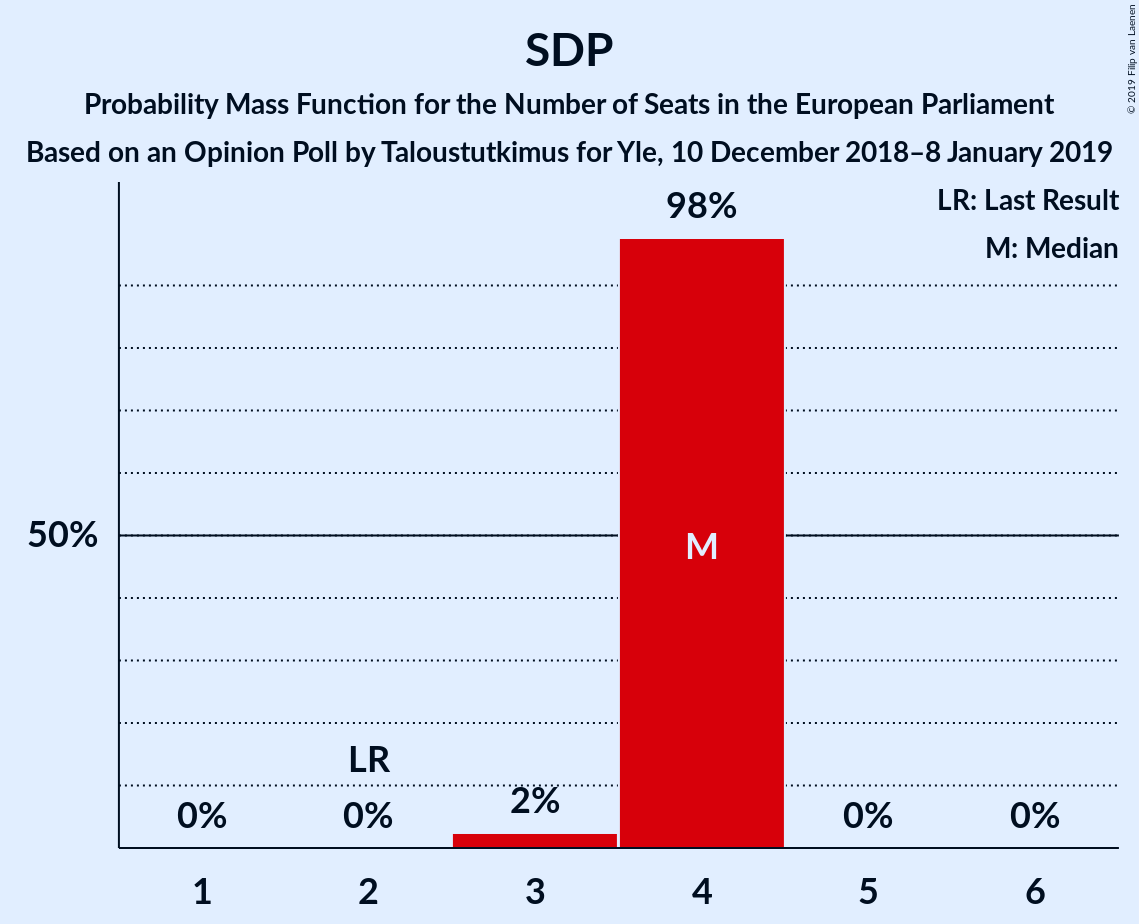 SDP
Probability Mass Function for the Number of Seats in the European Parliament
Based on an Opinion Poll by Taloustutkimus for Yle, 10 December 2018–8 January 2019
© 2019 Filip van Laenen
LR: Last Result
M: Median
98%
50%
M
LR
0%
0%
2%
0%
0%
1
2
3
4
5
6